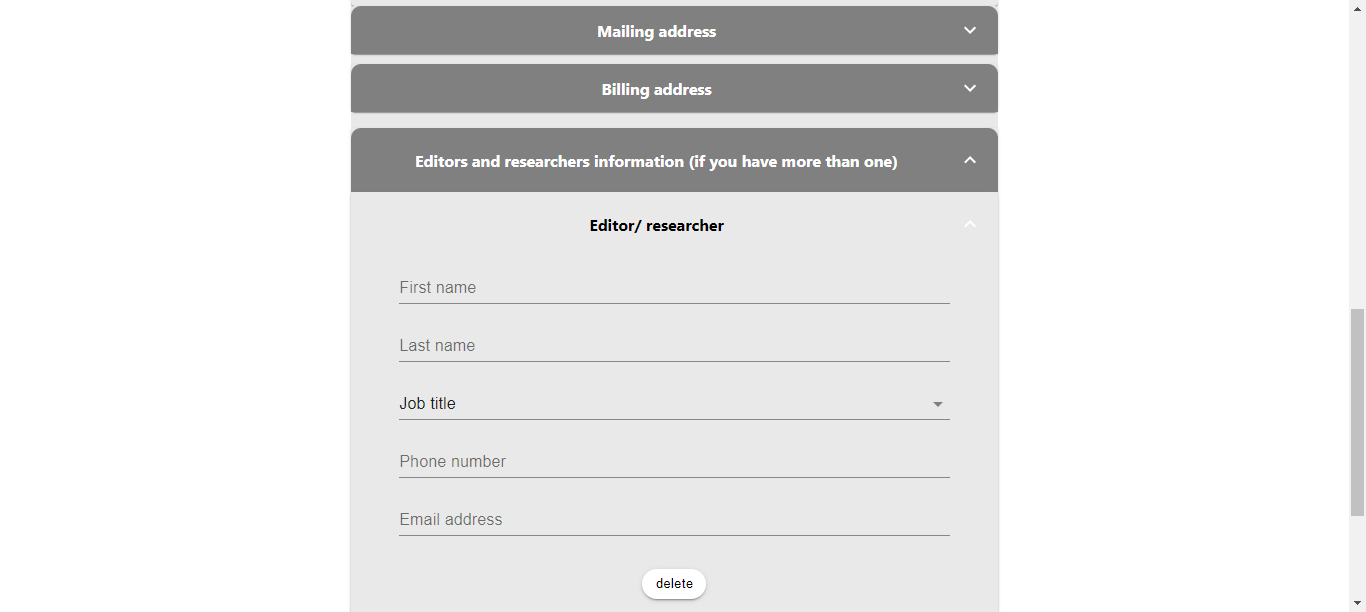 Mailing address
Billing address
Editors and researchers information (if you have more than one)
Editor/ researcher
First name
Last name
Job title
Phone number
Email address
delete